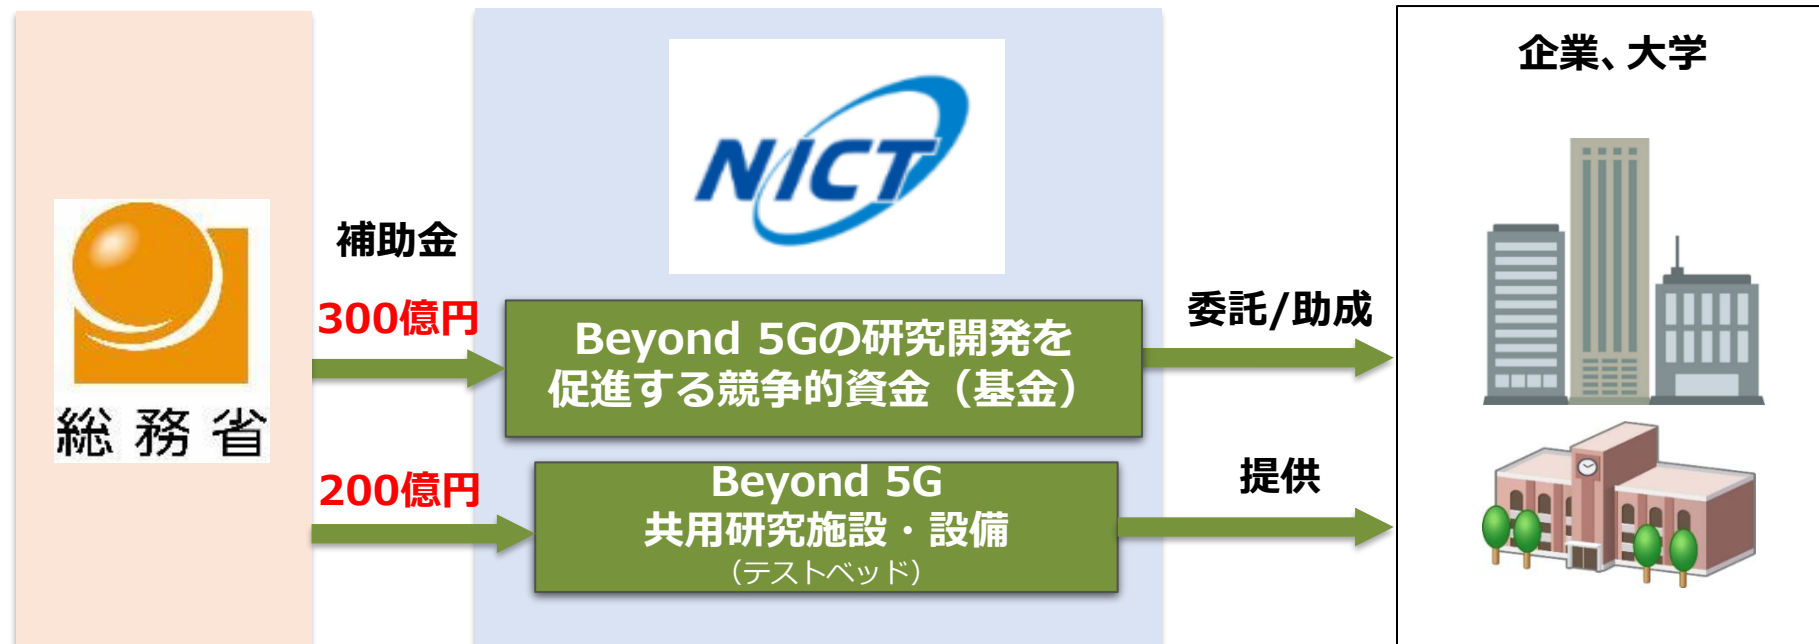 総務省
補助金
300億円
200億円
NICT
Beyond 5Gの研究開発を
促進する競争的資金（基金）
Beyond 5G
共用研究施設・設備
（テストベッド）
委託/助成
提供
企業、大学